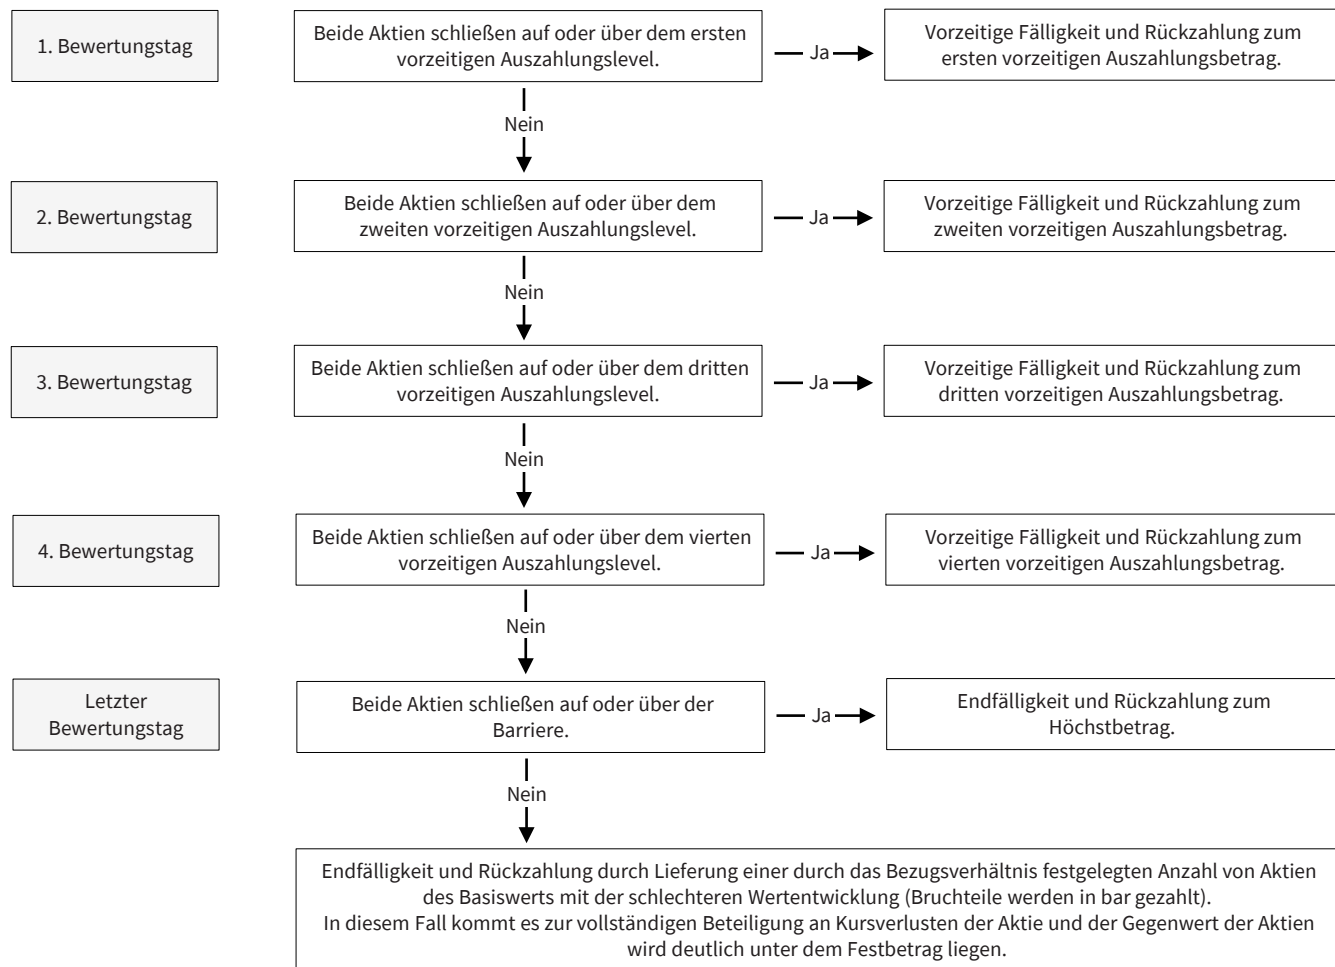 1. Bewertungstag
Beide Aktien schließen auf oder über dem ersten
vorzeitigen Auszahlungslevel.
Ja
Vorzeitige Fälligkeit und Rückzahlung zum
ersten vorzeitigen Auszahlungsbetrag.
Nein
2. Bewertungstag
Beide Aktien schließen auf oder über dem
zweiten vorzeitigen Auszahlungslevel.
Ja
Vorzeitige Fälligkeit und Rückzahlung zum
zweiten vorzeitigen Auszahlungsbetrag.
Nein
3. Bewertungstag
Beide Aktien schließen auf oder über dem dritten
vorzeitigen Auszahlungslevel.
Ja
Vorzeitige Fälligkeit und Rückzahlung zum
dritten vorzeitigen Auszahlungsbetrag.
Nein
4. Bewertungstag
Beide Aktien schließen auf oder über dem vierten
vorzeitigen Auszahlungslevel.
Ja
Vorzeitige Fälligkeit und Rückzahlung zum
vierten vorzeitigen Auszahlungsbetrag.
Nein
Letzter
Bewertungstag
Beide Aktien schließen auf oder über der
Barriere.
Ja
Endfälligkeit und Rückzahlung zum
Höchstbetrag.
Nein
Endfälligkeit und Rückzahlung durch Lieferung einer durch das Bezugsverhältnis festgelegten Anzahl von Aktien
des Basiswerts mit der schlechteren Wertentwicklung (Bruchteile werden in bar gezahlt).
In diesem Fall kommt es zur vollständigen Beteiligung an Kursverlusten der Aktie und der Gegenwert der Aktien
wird deutlich unter dem Festbetrag liegen.